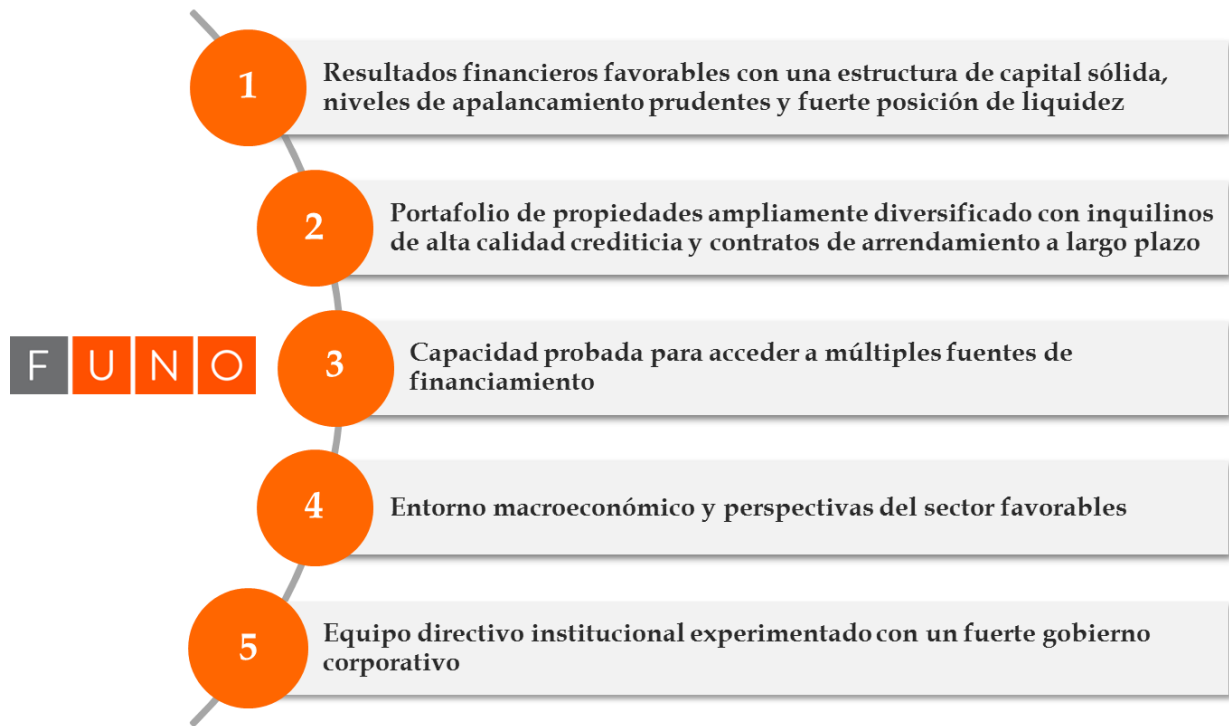 1
Resultados financieros favorables con una estructura de capital sólida,
niveles de apalancamiento prudentes y fuerte posición de liquidez
2
Portafolio de propiedades ampliamente diversificado con inquilinos
de alta calidad crediticia y contratos de arrendamiento a largo plazo
FUNO
3
Capacidad probada para acceder a múltiples fuentes de
financiamiento
4
Entorno macroeconómico y perspectivas del sector favorables
5
Equipo directivo institucional experimentado con un fuerte gobierno
corporativo